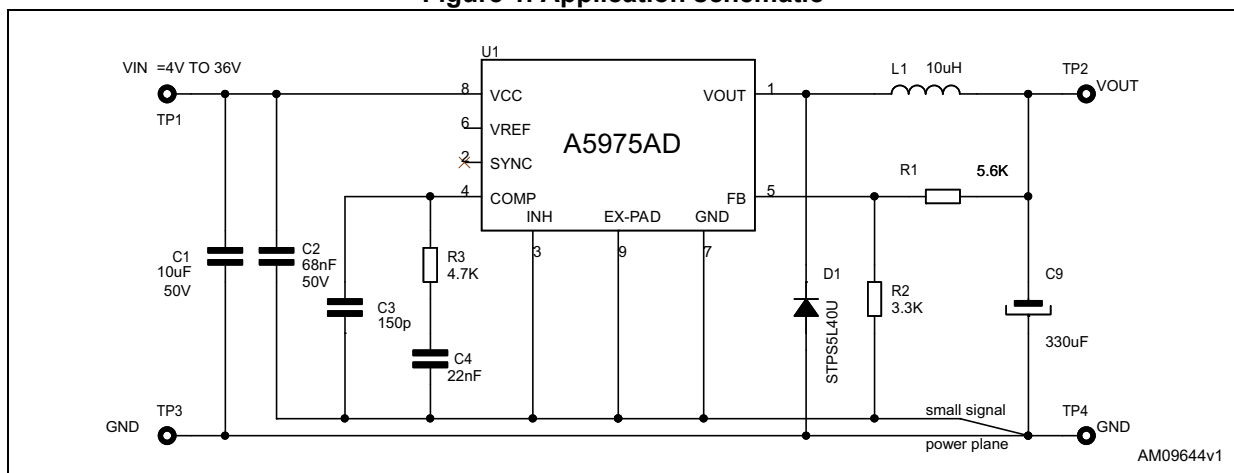 Figure 1. Application schematic
U1
VIN =4V TO 36V
TP1
8
VCC
6
VREF
2
SYNC
4
COMP
A5975AD
VOUT
1
FB
5
INH
3
EX-PAD
9
GND
7
L1
10uH
TP2
VOUT
R1
5.6K
C1
10uF
50V
C2
68nF
50V
C3
150p
R3
4.7K
C4
22nF
D1
STPS5L40U
R2
3.3K
C9
330uF
TP3
GND
small signal
power plane
TP4
GND
AM09644v1